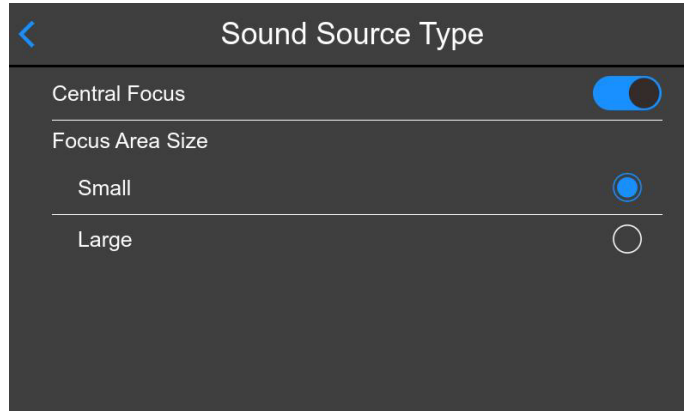 Sound Source Type
Central Focus
Focus Area Size
Small
Large